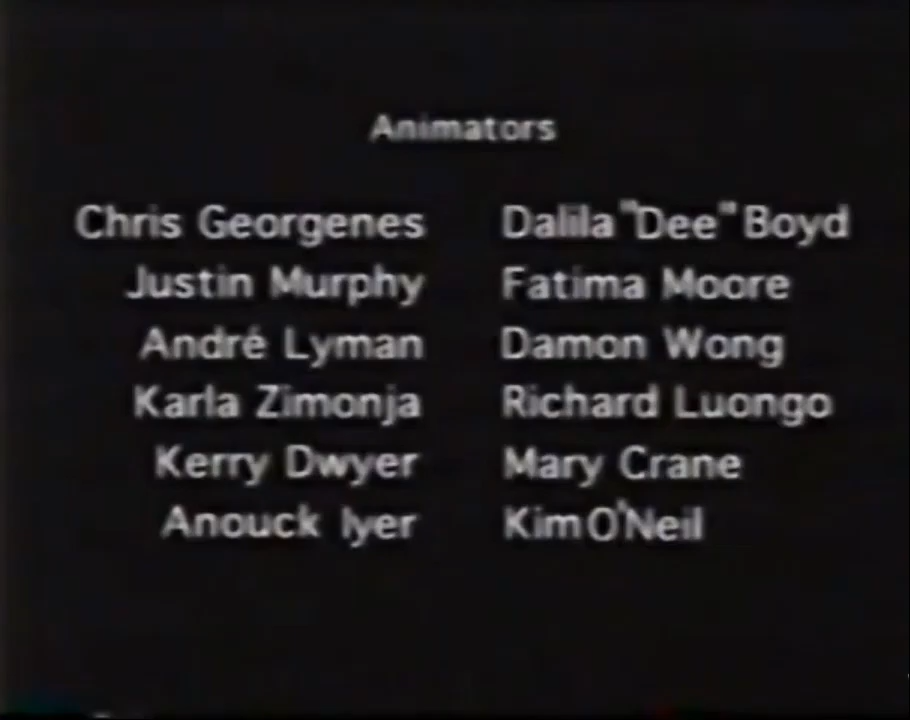 Animators
Chris Georgenes Dalila "Dee" Boyd
Justin Murphy Fatima Moore
André Lyman Damon Wong
Karla Zimonja Richard Luongo
Kerry Dwyer Mary Crane
Anouck Iyer Kim O'Neil